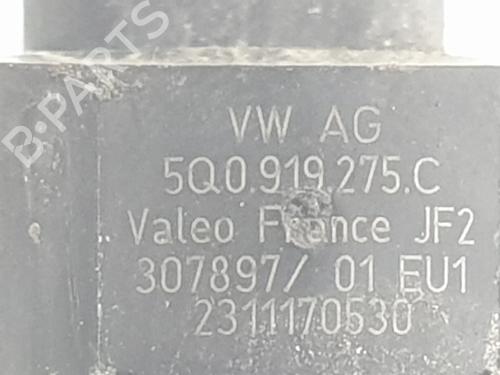 B-PARTS
VW AG
5Q0.919.275.C
Valeo France JF2
307897/ 01 EU1
2311170530